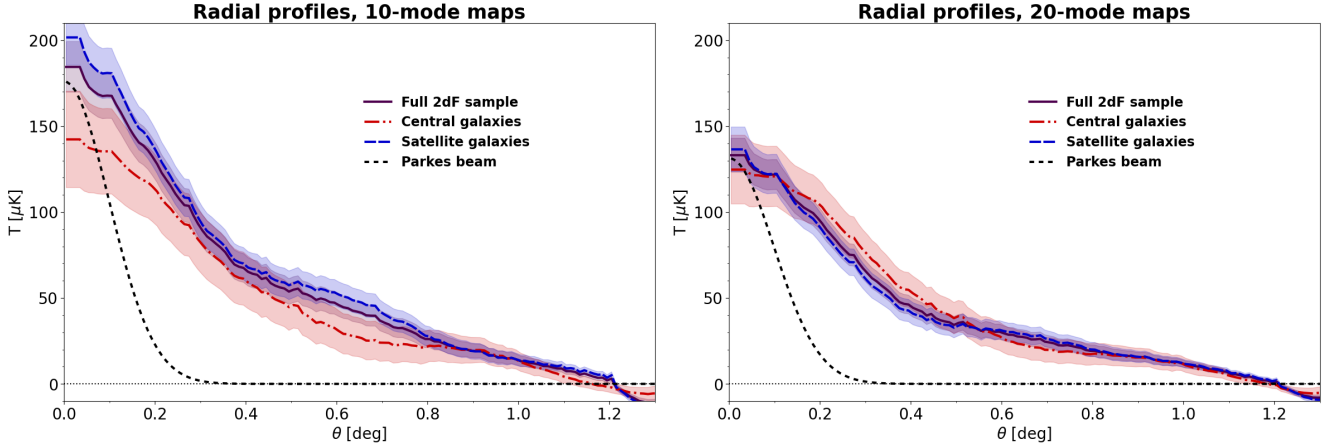 Radial profiles, 10-mode maps
T [μK]
200
150
100
50
0
Full 2dF sample
Central galaxies
Satellite galaxies
Parkes beam
0.0 0.2 0.4 0.6 0.8 1.0 1.2
θ [deg]
Radial profiles, 20-mode maps
T [μK]
200
150
100
50
0
Full 2dF sample
Central galaxies
Satellite galaxies
Parkes beam
0.0 0.2 0.4 0.6 0.8 1.0 1.2
θ [deg]